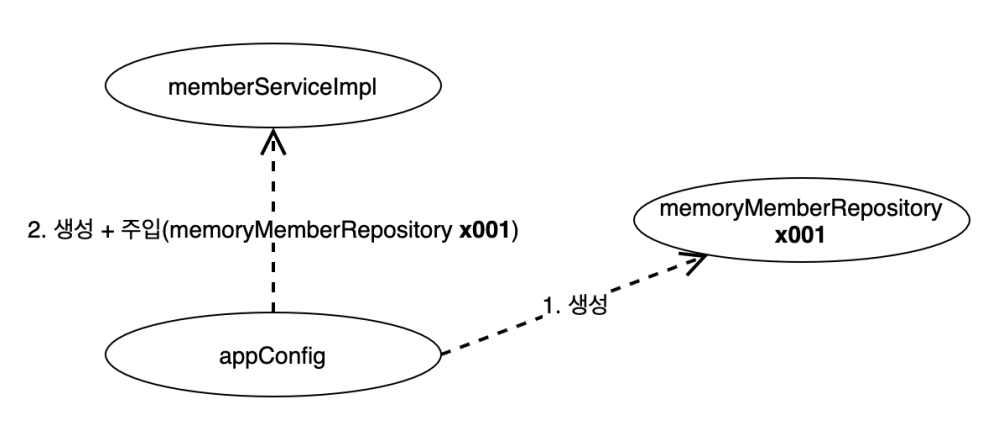 memberServiceImpl
memoryMemberRepository
x001
2. 생성 + 주입(memoryMemberRepository x001)
1. 생성
appConfig